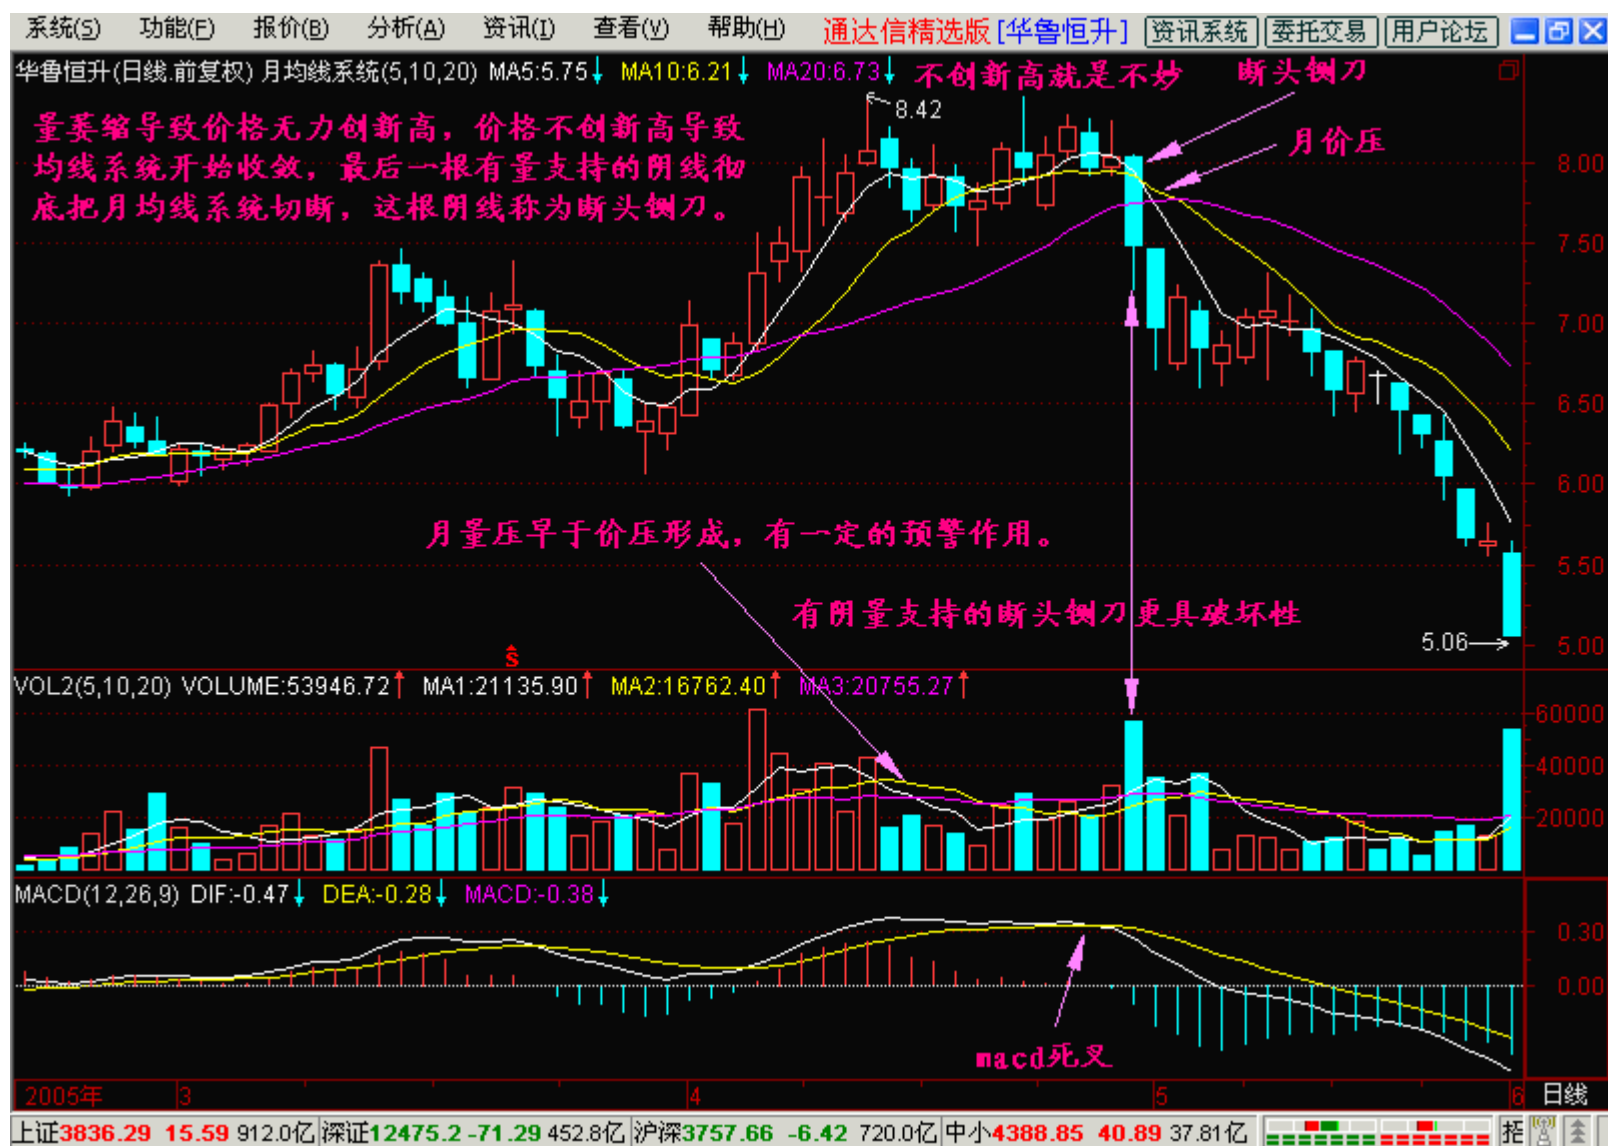 系统(S) 功能(F) 报价(B) 分析(A) 资讯(I) 查看(V) 帮助(H) 通达信精选版 [华鲁恒升] 资讯系统 委托交易 用户论坛
华鲁恒升(日线.前复权) 月均线系统(5,10,20) MA5:5.75↓ MA10:6.21↓ MA20:6.73↓ 不创新高就是不妙 断头铡刀
8.42
量萎缩导致价格无力创新高，价格不创新高导致
均线系统开始收敛，最后一根有量支持的阴线彻
底把月均线系统切断，这根阴线称为断头铡刀。
月价压
8.00
7.50
7.00
6.50
6.00
月量压早于价压形成，有一定的预警作用。
5.50
有阴量支持的断头铡刀更具破坏性
5.06
5.00
S
VOL2(5,10,20) VOLUME:53946.72↑ MA1:21135.90↑ MA2:16762.40↑ MA3:20755.27↑
60000
40000
20000
MACD(12,26,9) DIF:-0.47↓ DEA:-0.28↓ MACD:-0.38↓
0.30
0.00
macd死叉
2005年 3 4 5 6 日线
上证3836.29 15.59 912.0亿 深证12475.2 -71.29 452.8亿 沪深3757.66 -6.42 720.0亿 中小4388.85 40.89 37.81亿